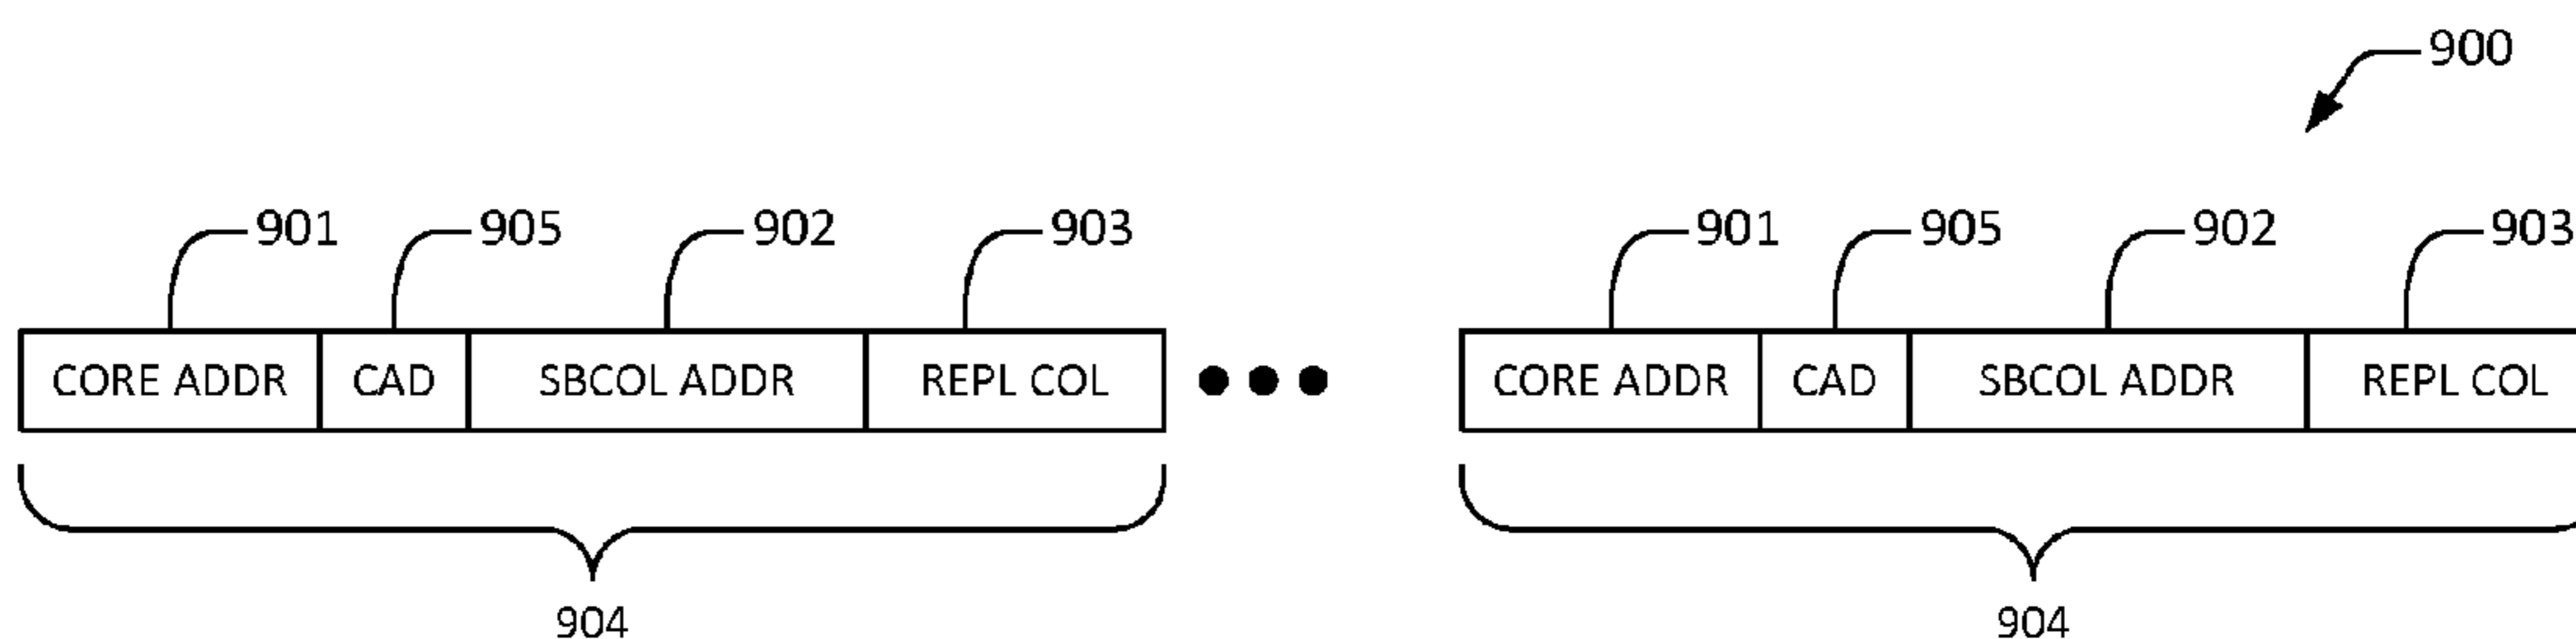 900
901 905 902 903 901 905 902 903
CORE ADDR CAD SBCOL ADDR REPL COL CORE ADDR CAD SBCOL ADDR REPL COL
904 904